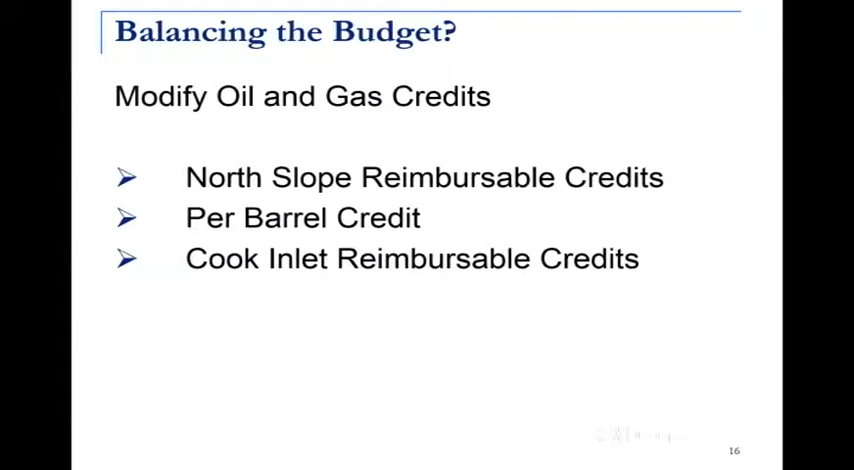 Balancing the Budget?
Modify Oil and Gas Credits
North Slope Reimbursable Credits
Per Barrel Credit
Cook Inlet Reimbursable Credits
16